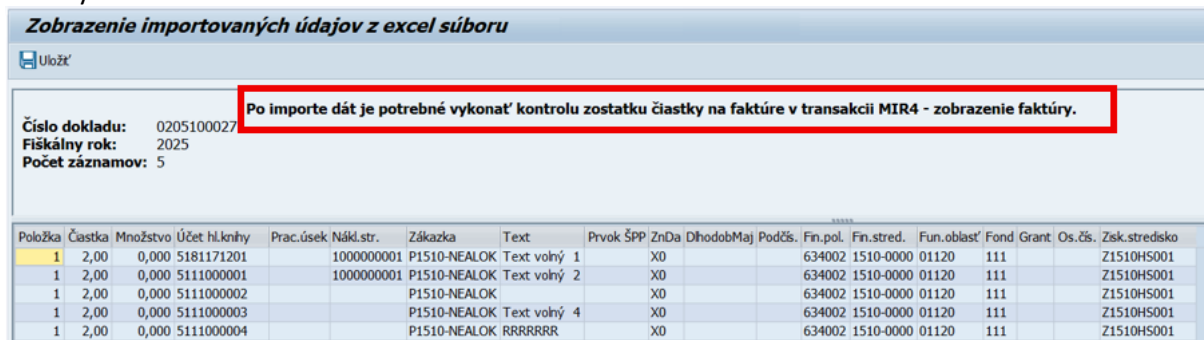 Zobrazenie importovaných údajov z excel súboru
Uložiť
Po importe dát je potrebné vykonať kontrolu zostatku čiastky na faktúre v transakcii MIR4 - zobrazenie faktúry.
Číslo dokladu: 0205100027
Fiškálny rok: 2025
Počet záznamov: 5
Položka Čiastka Množstvo Účet hl.knihy Prac.úsek Nákl.str. Zákazka Text Prvok ŠPP ZnDa DlhodobMaj Podčís. Fin.pol. Fin.stred. Fun.oblasť Fond Grant Os.čís. Zisk.stredisko
1 2,00 0,000 5181171201 1000000001 P1510-NEALOK Text volný 1 X0 634002 1510-0000 01120 111 Z1510HS001
1 2,00 0,000 5111000001 1000000001 P1510-NEALOK Text volný 2 X0 634002 1510-0000 01120 111 Z1510HS001
1 2,00 0,000 5111000002 P1510-NEALOK X0 634002 1510-0000 01120 111 Z1510HS001
1 2,00 0,000 5111000003 P1510-NEALOK Text volný 4 X0 634002 1510-0000 01120 111 Z1510HS001
1 2,00 0,000 5111000004 P1510-NEALOK RRRRRRR X0 634002 1510-0000 01120 111 Z1510HS001